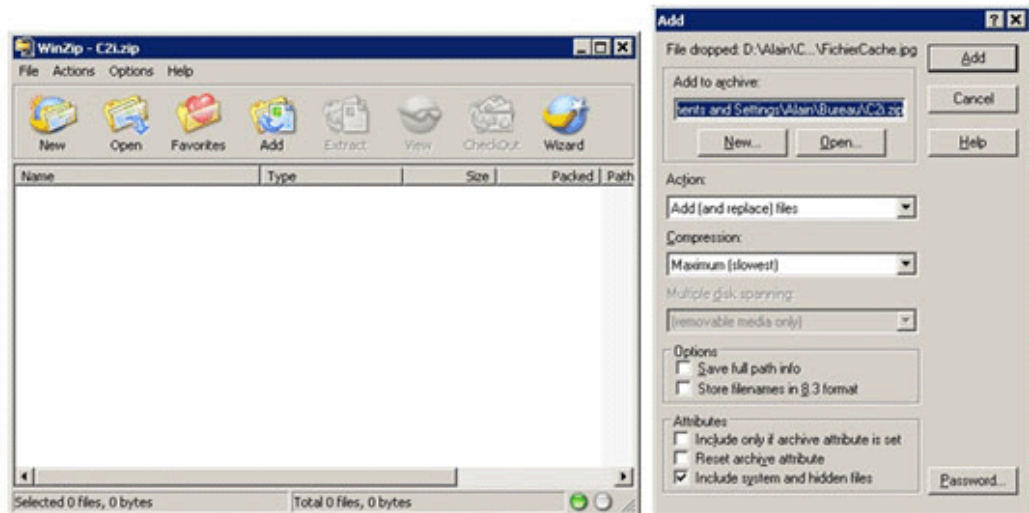 WinZip - C2i.zip
File Actions Options Help
New Open Favorites Add Extract View CheckOut Wizard
Name Type Size Packed Path
Selected 0 files, 0 bytes Total 0 files, 0 bytes
Add
File dropped: D:\Alain\C...\FichierCache.jpg
Add
Add to archive:
ents and Settings\Alain\Bureau\C2i.zip
Cancel
New... Open... Help
Action:
Add (and replace) files
Compression:
Maximum (slowest)
Multiple disk spanning:
(removable media only)
Options
Save full path info
Store filenames in 8.3 format
Attributes
Include only if archive attribute is set
Reset archive attribute
Include system and hidden files
Password...